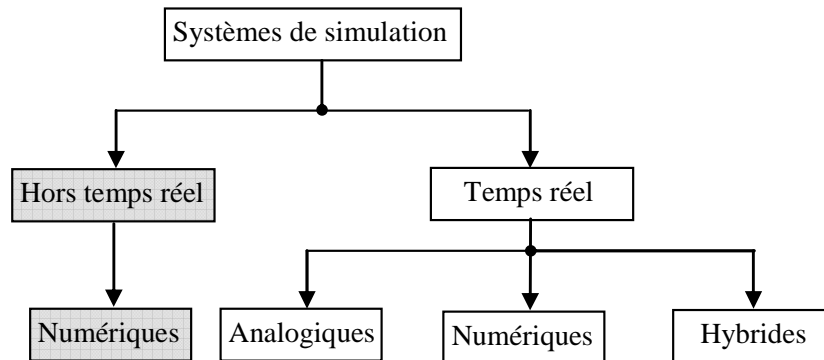 Systèmes de simulation
Hors temps réel
Temps réel
Numériques
Analogiques
Numériques
Hybrides